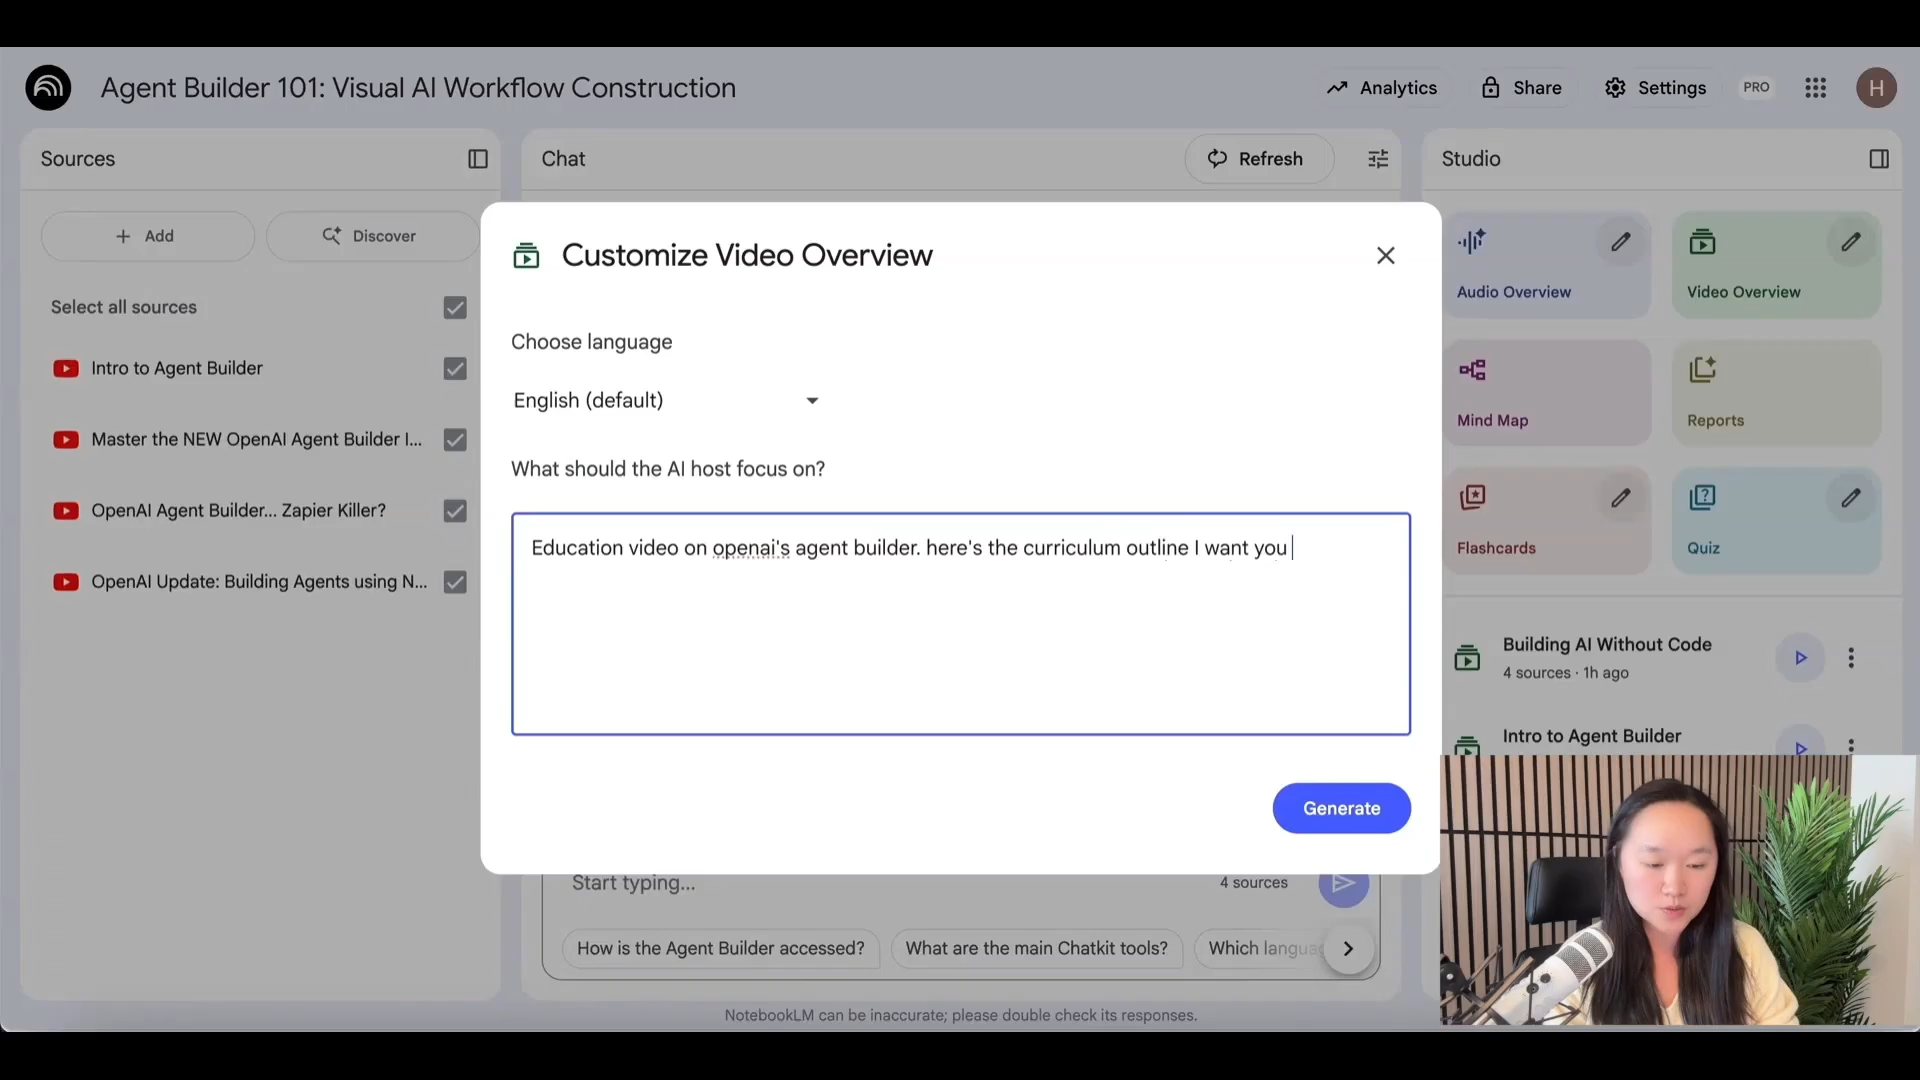 Agent Builder 101: Visual AI Workflow Construction
Analytics
Share
Settings
PRO
H
Sources
Add
Discover
Select all sources
Intro to Agent Builder
Master the NEW OpenAI Agent Builder I...
OpenAI Agent Builder... Zapier Killer?
OpenAI Update: Building Agents using N...
Chat
Refresh
Customize Video Overview
Choose language
English (default)
What should the AI host focus on?
Education video on openai's agent builder. here's the curriculum outline I want you
Generate
Start typing...
4 sources
How is the Agent Builder accessed?
What are the main Chatkit tools?
Which
NotebookLM can be inaccurate; please double check its responses.
Studio
Audio Overview
Video Overview
Mind Map
Reports
Flashcards
Quiz
Building AI Without Code
4 sources · 1h ago
Intro to Agent Builder